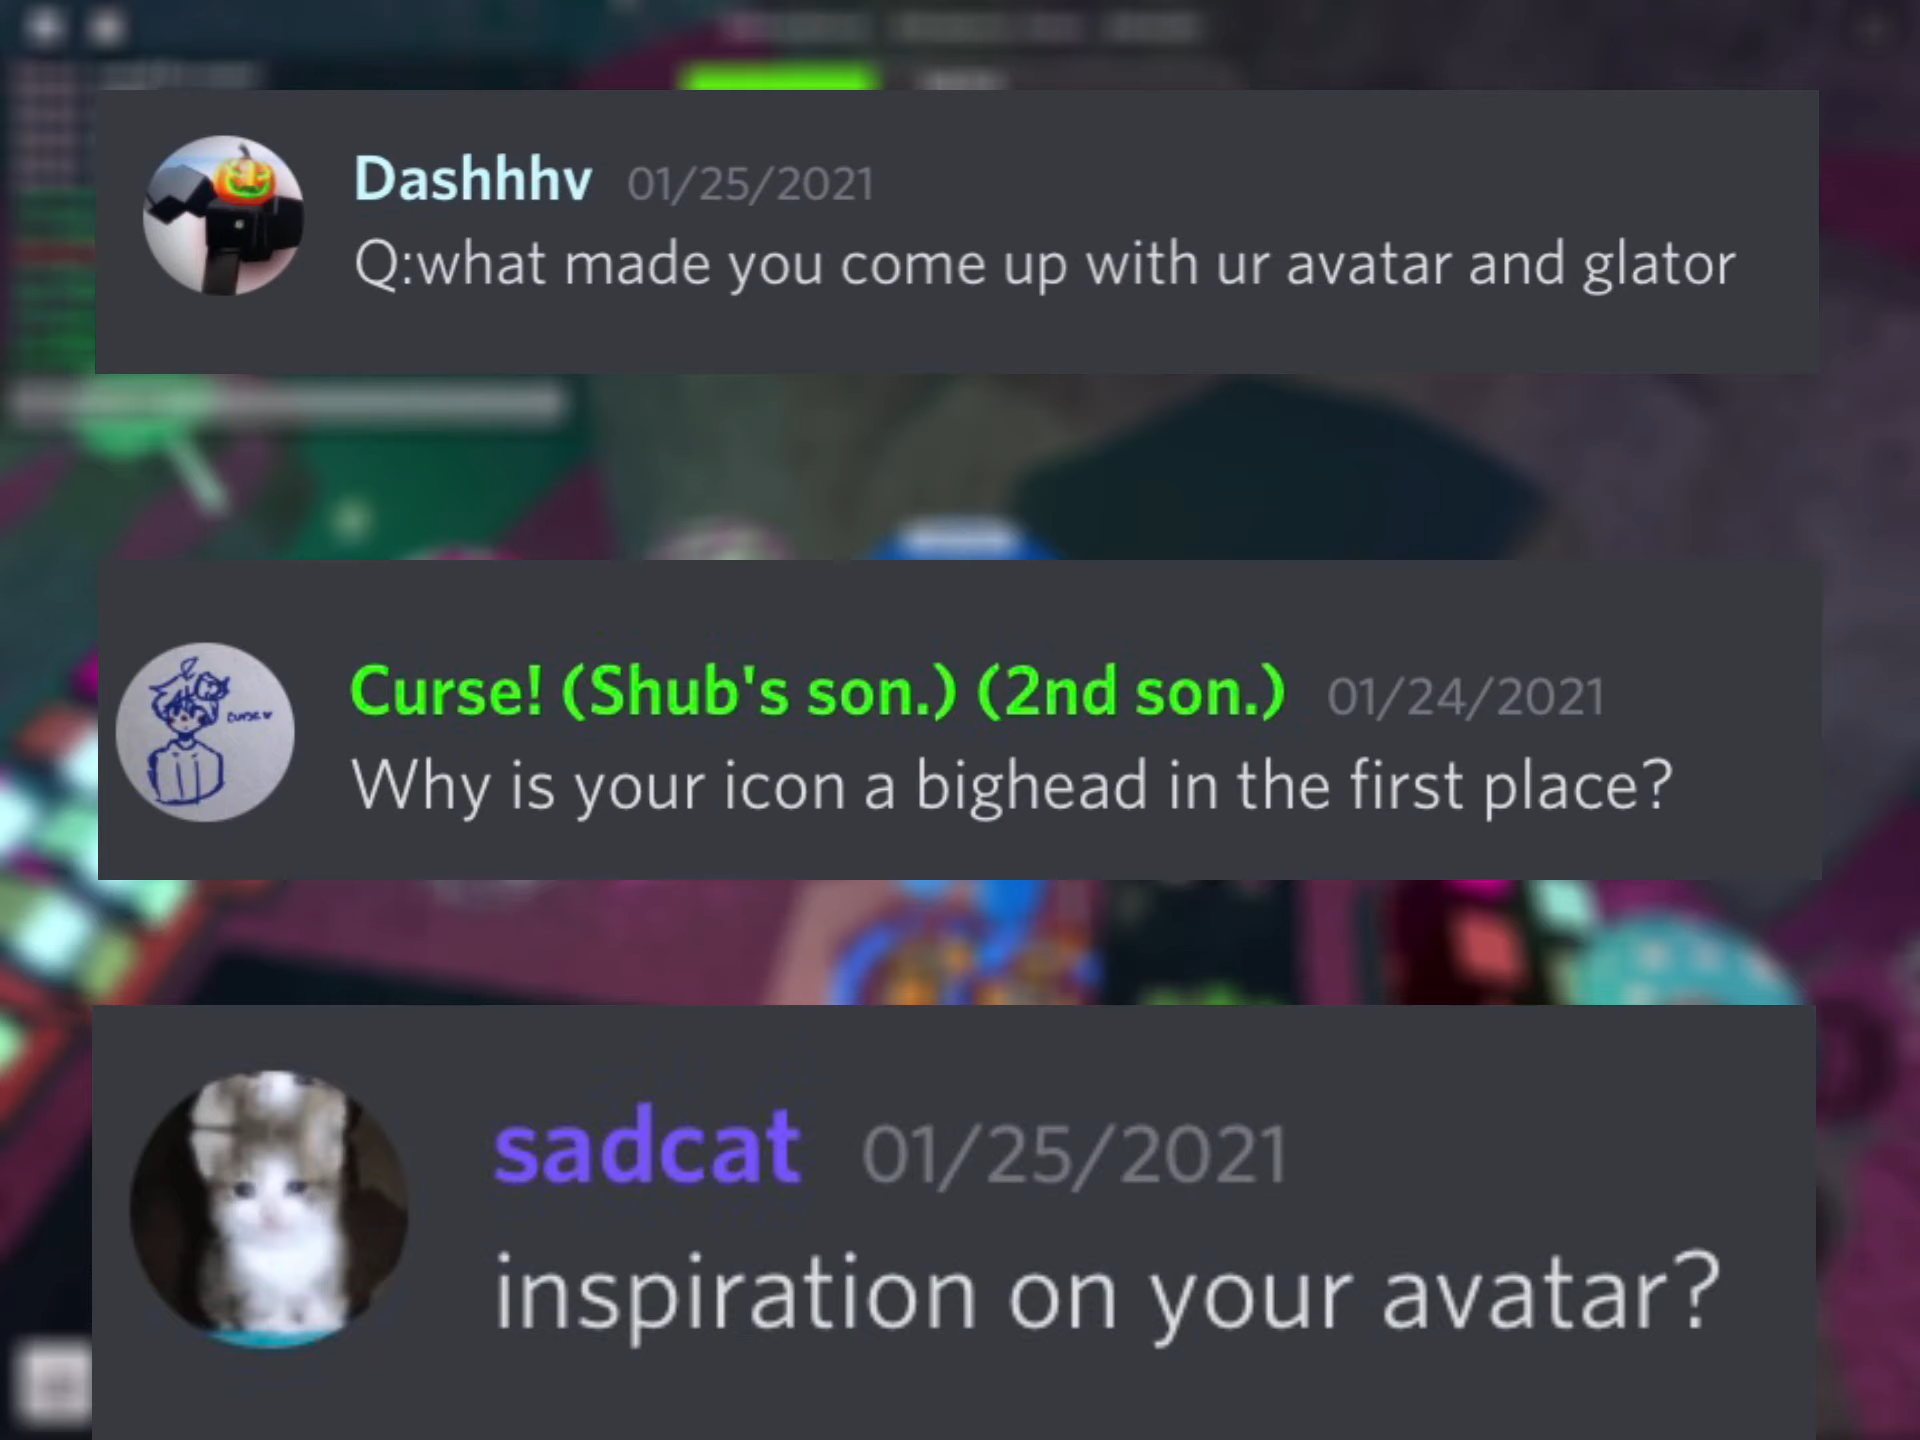 Dashhhv 01/25/2021
Q:what made you come up with ur avatar and glator
Curse! (Shub's son.) (2nd son.) 01/24/2021
curse♥
Why is your icon a bighead in the first place?
sadcat 01/25/2021
inspiration on your avatar?